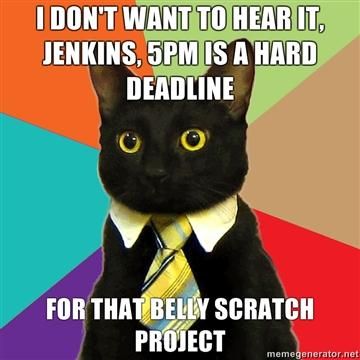 I DON'T WANT TO HEAR IT,
JENKINS, 5PM IS A HARD
DEADLINE
FOR THAT BELLY SCRATCH
PROJECT
memegenerator.net